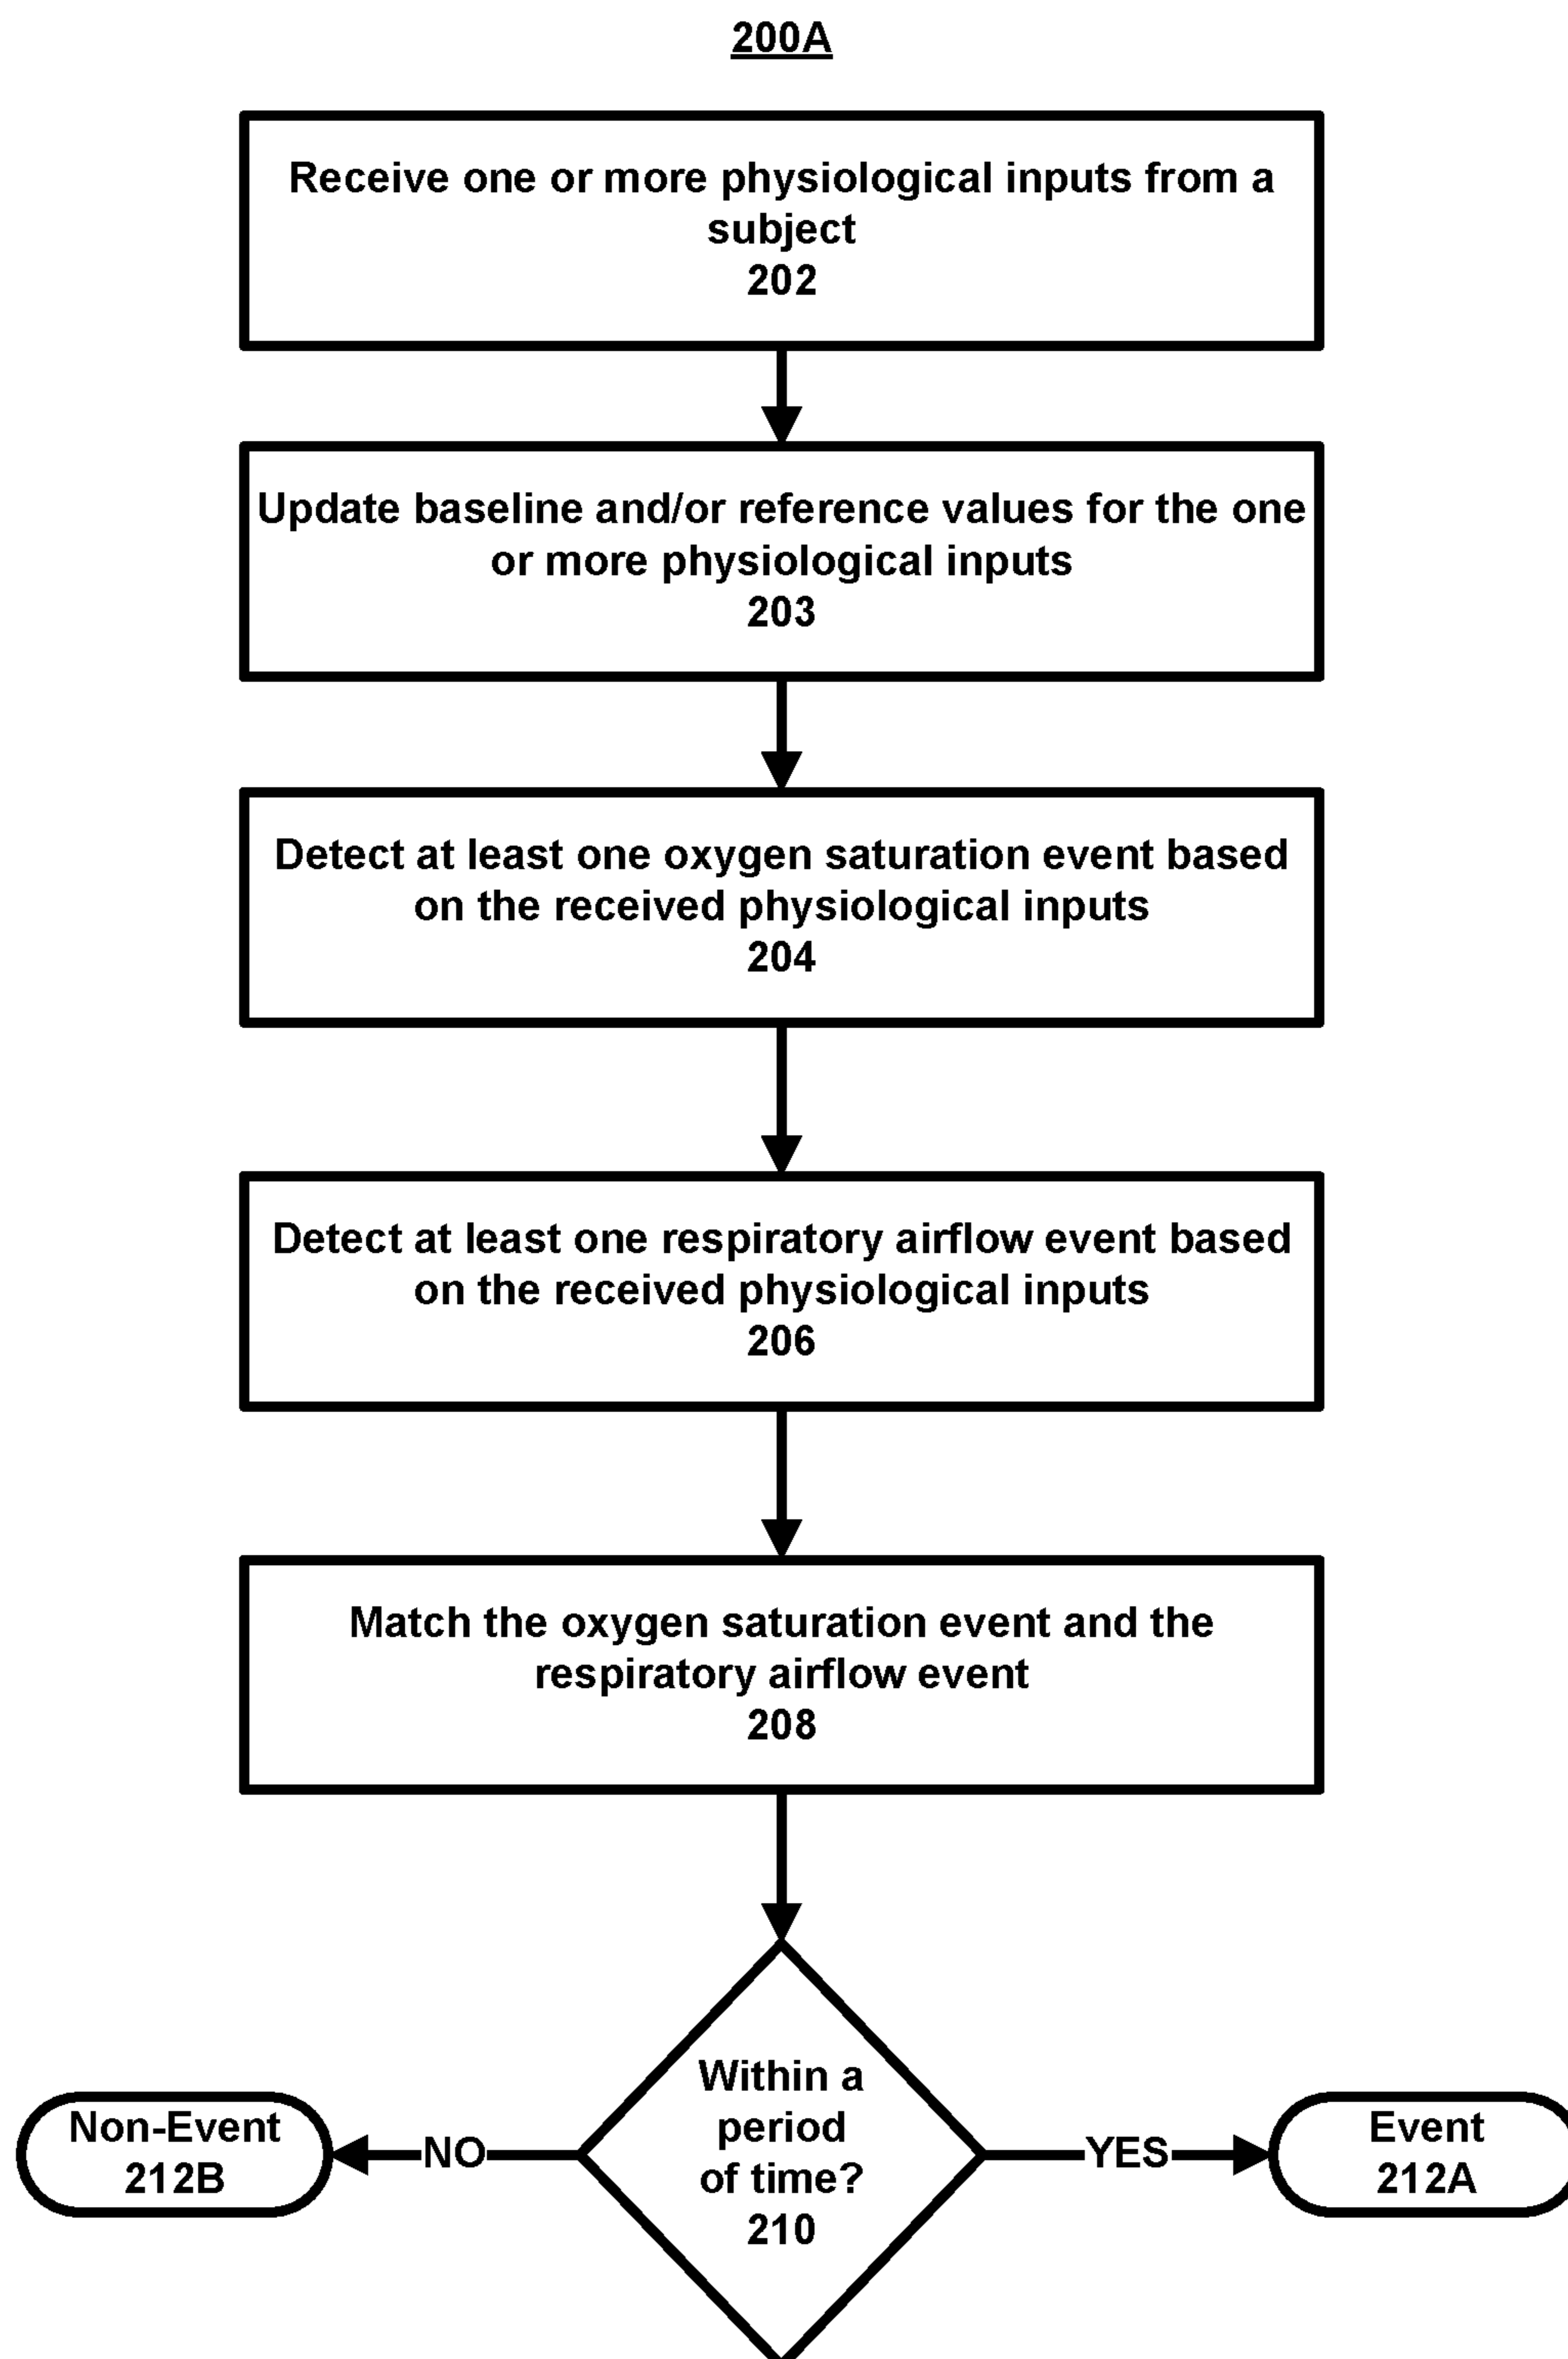 200A
Receive one or more physiological inputs from a
subject
202
Update baseline and/or reference values for the one
or more physiological inputs
203
Detect at least one oxygen saturation event based
on the received physiological inputs
204
Detect at least one respiratory airflow event based
on the received physiological inputs
206
Match the oxygen saturation event and the
respiratory airflow event
208
Within a
period
of time?
210
NO
Non-Event
212B
YES
Event
212A